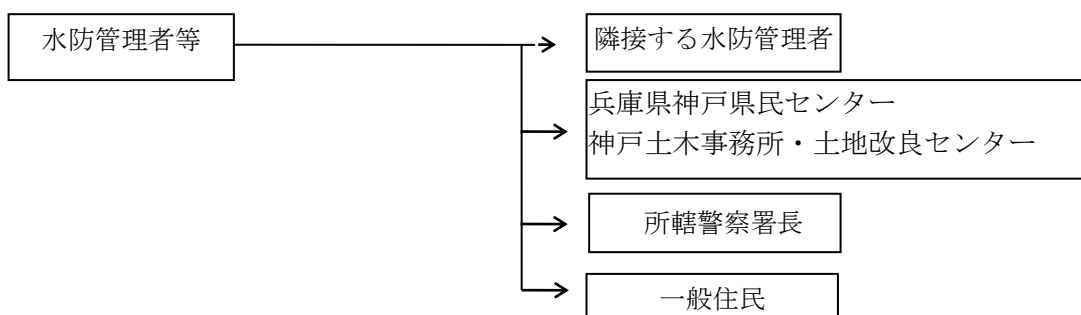 水防管理者等
隣接する水防管理者
兵庫県神戸県民センター
神戸土木事務所・土地改良センター
所轄警察署長
一般住民